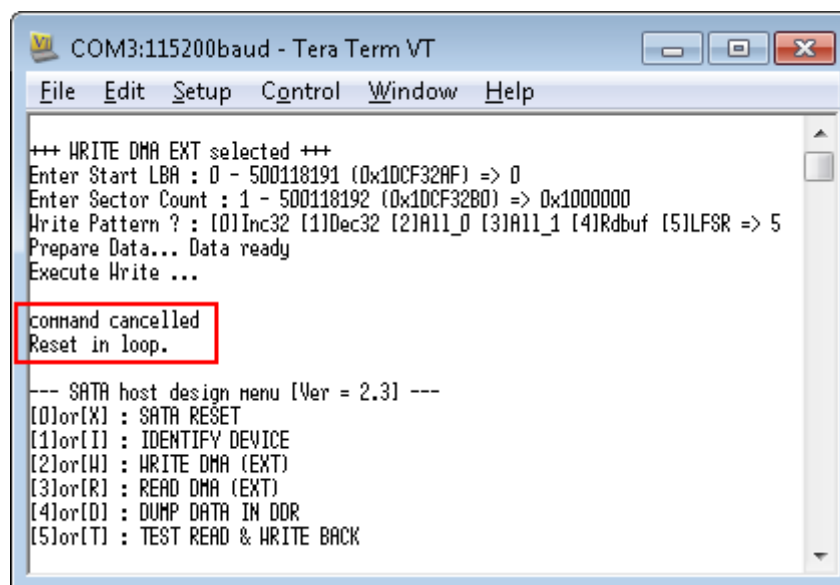 COM3:115200baud - Tera Term VT
File Edit Setup Control Window Help
+++ WRITE DMA EXT selected +++
Enter Start LBA : 0 - 500118191 (0x1DCF32AF) => 0
Enter Sector Count : 1 - 500118192 (0x1DCF32B0) => 0x1000000
Write Pattern ? : [0]Inc32 [1]Dec32 [2]All_0 [3]All_1 [4]Rdbuf [5]LFSR => 5
Prepare Data... Data ready
Execute Write ...
command cancelled
Reset in loop.
--- SATA host design menu [Ver = 2.3] ---
[0]or[X] : SATA RESET
[1]or[I] : IDENTIFY DEVICE
[2]or[W] : WRITE DMA (EXT)
[3]or[R] : READ DMA (EXT)
[4]or[D] : DUMP DATA IN DDR
[5]or[T] : TEST READ & WRITE BACK